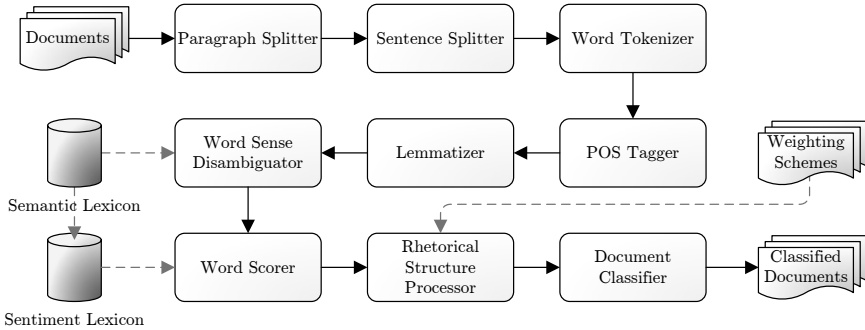 Documents
Paragraph Splitter
Sentence Splitter
Word Tokenizer
Semantic Lexicon
Word Sense
Disambiguator
Lemmatizer
POS Tagger
Weighting
Schemes
Sentiment Lexicon
Word Scorer
Rhetorical
Structure
Processor
Document
Classifier
Classified
Documents